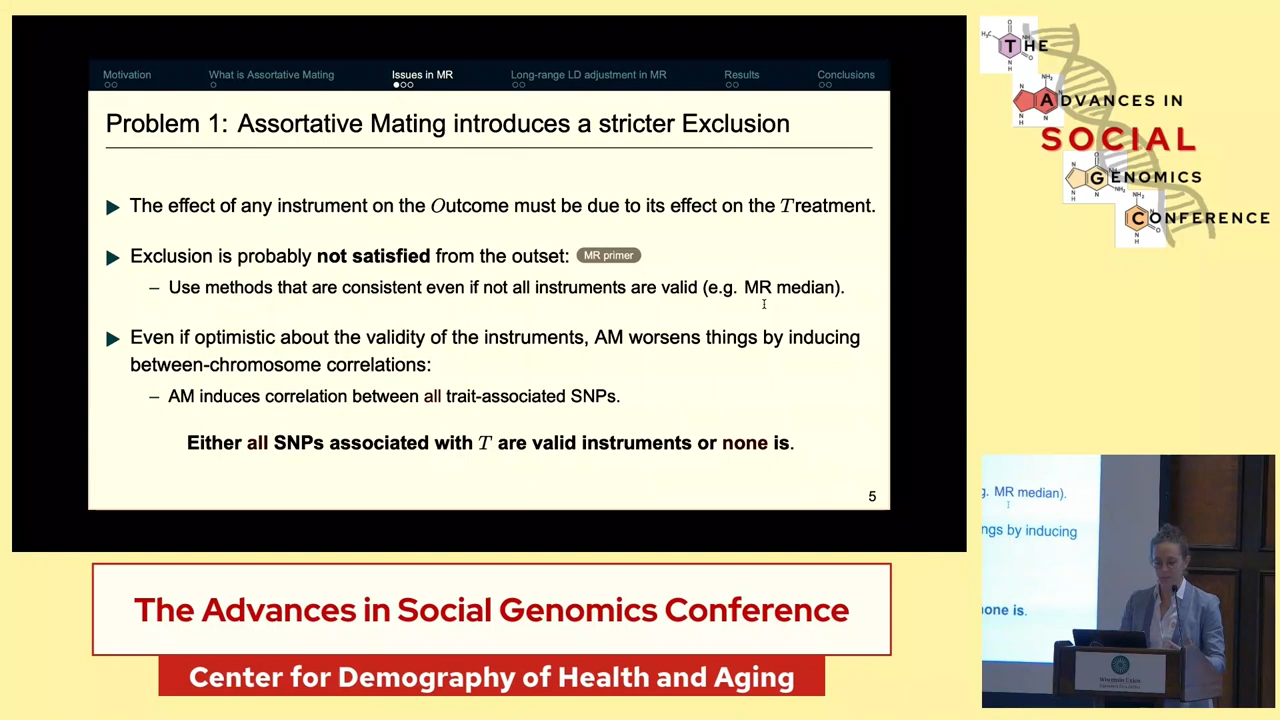 Motivation
What is Assortative Mating
Issues in MR
Long-range LD adjustment in MR
Results
Conclusions
Problem 1: Assortative Mating introduces a stricter Exclusion
The effect of any instrument on the Outcome must be due to its effect on the Treatment.
Exclusion is probably not satisfied from the outset: MR primer
– Use methods that are consistent even if not all instruments are valid (e.g. MR median).
Even if optimistic about the validity of the instruments, AM worsens things by inducing
between-chromosome correlations:
– AM induces correlation between all trait-associated SNPs.
Either all SNPs associated with T are valid instruments or none is.
5
THE
ADVANCES IN
SOCIAL
GENOMICS
CONFERENCE
g. MR median).
ngs by inducing
none is.
The Advances in Social Genomics Conference
Center for Demography of Health and Aging